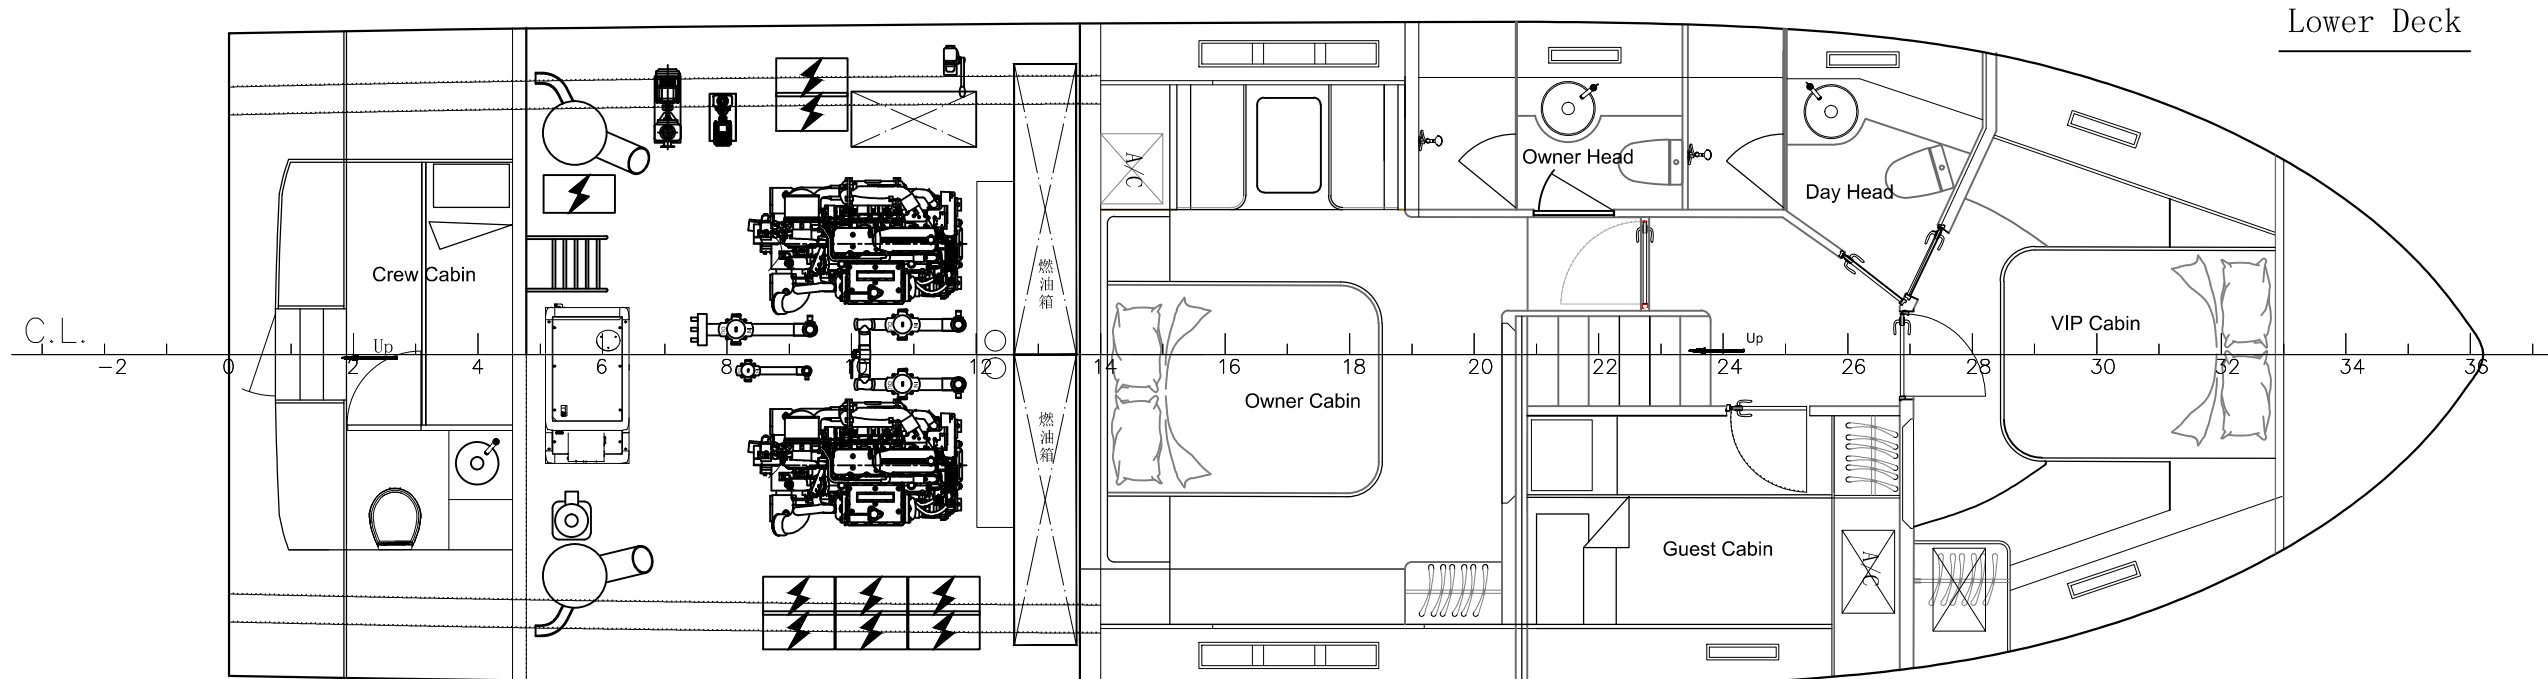 Lower Deck
A/C
Owner Head
Day Head
Crew Cabin
燃油箱
C.L.
VIP Cabin
Up
Up
-2
0
2
4
6
8
10
12
14
16
18
20
22
24
26
28
30
32
34
36
Owner Cabin
燃油箱
Guest Cabin
A/C